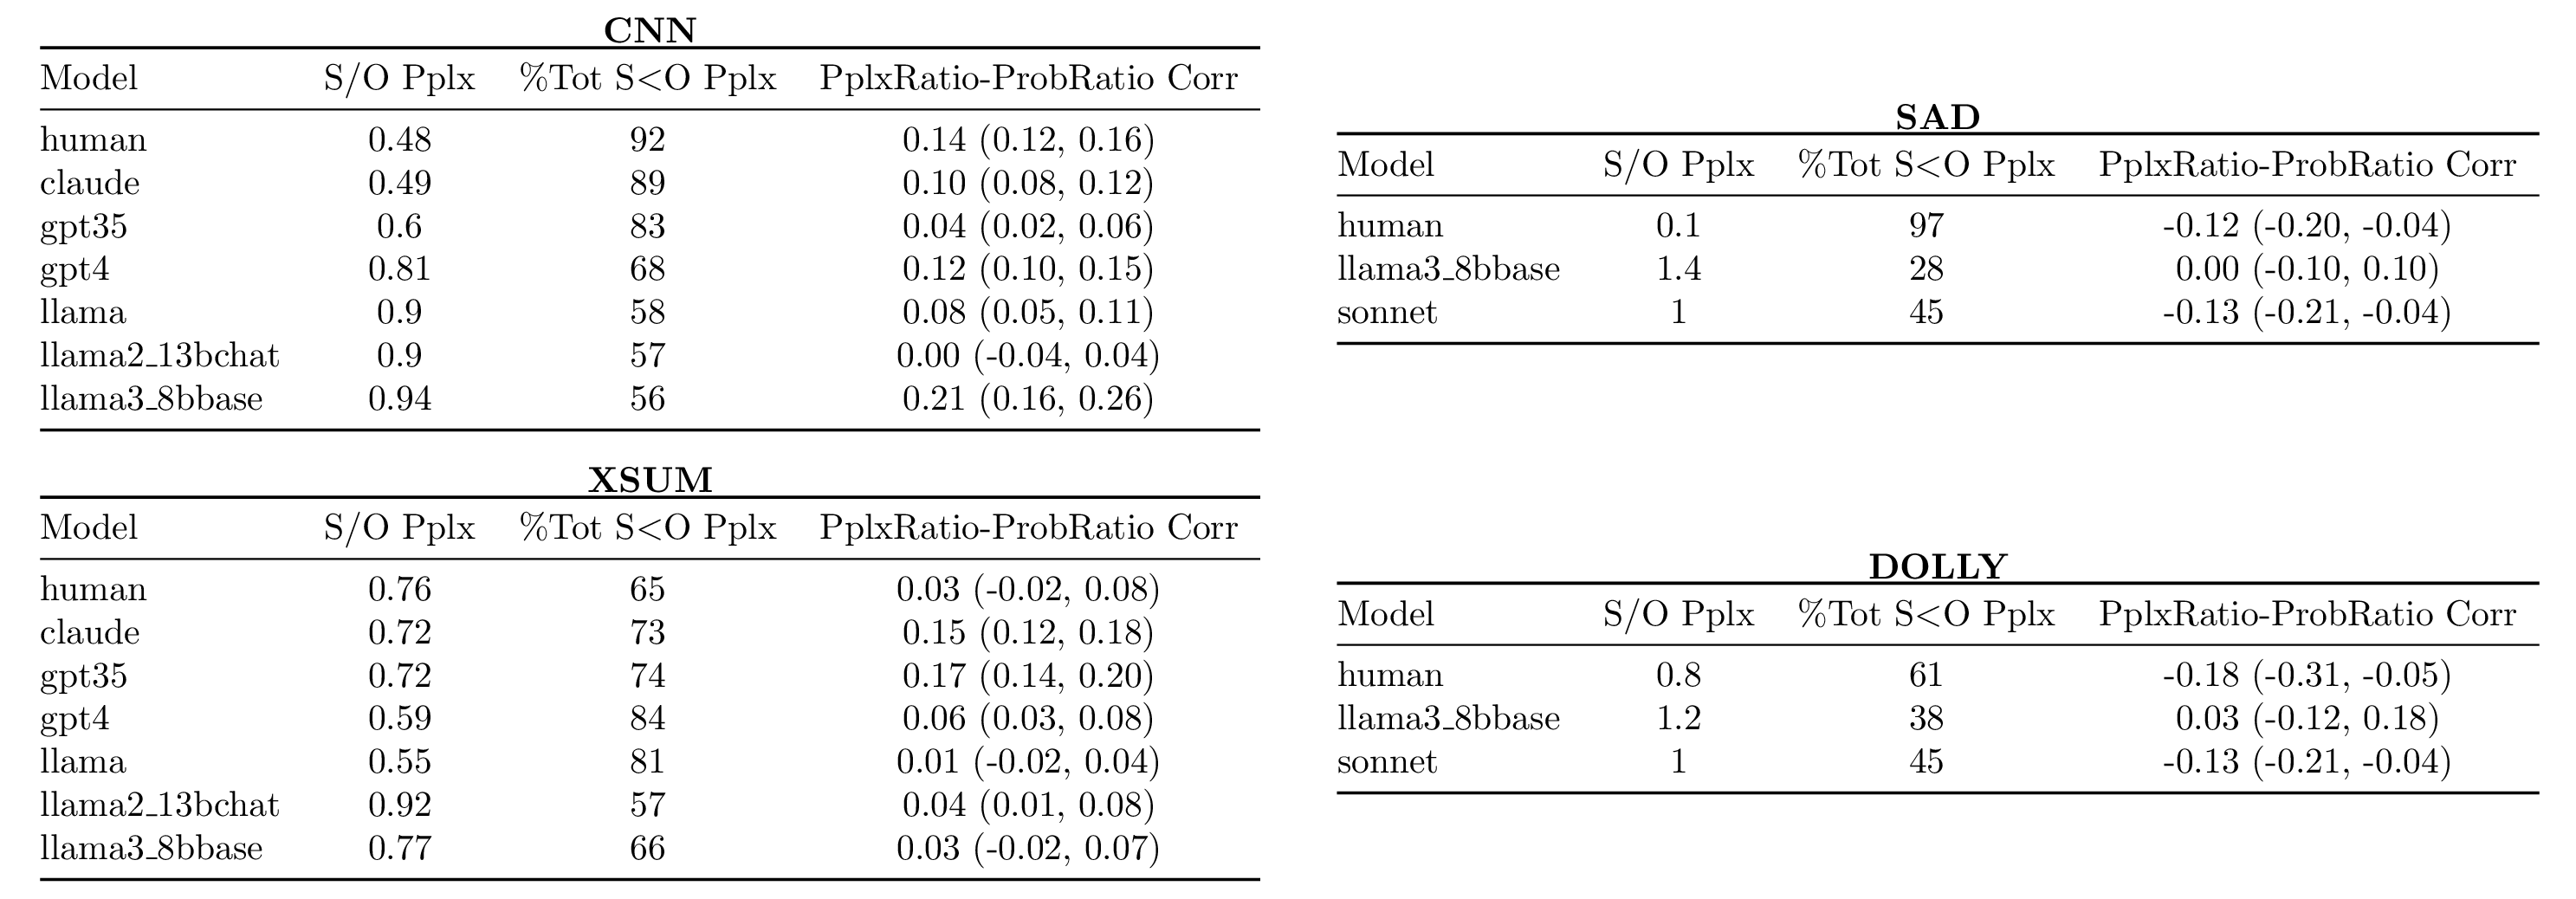 CNN
Model S/O Pplx %Tot S<O Pplx PplxRatio-ProbRatio Corr
human 0.48 92 0.14 (0.12, 0.16)
claude 0.49 89 0.10 (0.08, 0.12)
gpt35 0.6 83 0.04 (0.02, 0.06)
gpt4 0.81 68 0.12 (0.10, 0.15)
llama 0.9 58 0.08 (0.05, 0.11)
llama2_13bchat 0.9 57 0.00 (-0.04, 0.04)
llama3_8bbase 0.94 56 0.21 (0.16, 0.26)
XSUM
Model S/O Pplx %Tot S<O Pplx PplxRatio-ProbRatio Corr
human 0.76 65 0.03 (-0.02, 0.08)
claude 0.72 73 0.15 (0.12, 0.18)
gpt35 0.72 74 0.17 (0.14, 0.20)
gpt4 0.59 84 0.06 (0.03, 0.08)
llama 0.55 81 0.01 (-0.02, 0.04)
llama2_13bchat 0.92 57 0.04 (0.01, 0.08)
llama3_8bbase 0.77 66 0.03 (-0.02, 0.07)
SAD
Model S/O Pplx %Tot S<O Pplx PplxRatio-ProbRatio Corr
human 0.1 97 -0.12 (-0.20, -0.04)
llama3_8bbase 1.4 28 0.00 (-0.10, 0.10)
sonnet 1 45 -0.13 (-0.21, -0.04)
DOLLY
Model S/O Pplx %Tot S<O Pplx PplxRatio-ProbRatio Corr
human 0.8 61 -0.18 (-0.31, -0.05)
llama3_8bbase 1.2 38 0.03 (-0.12, 0.18)
sonnet 1 45 -0.13 (-0.21, -0.04)